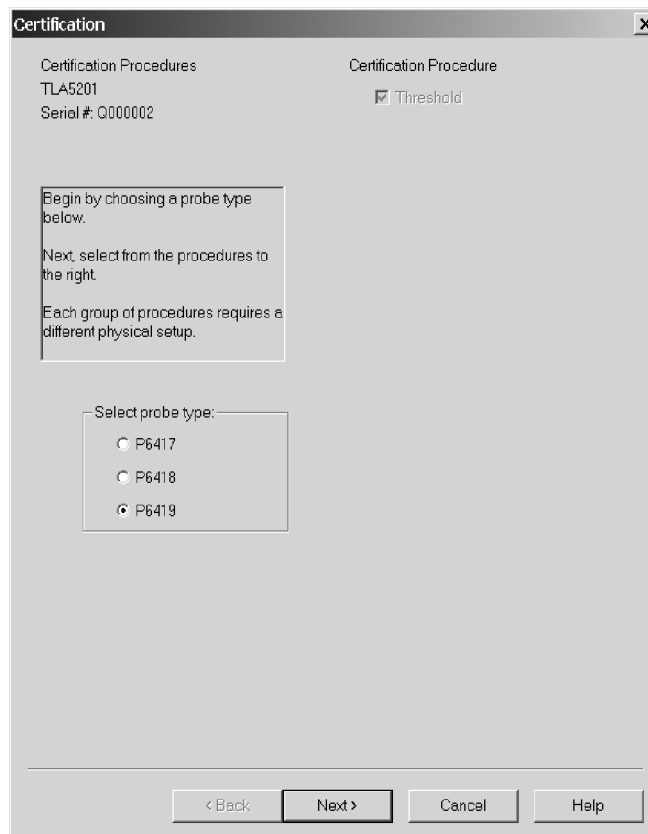 Certification
Certification Procedures
TLA5201
Serial #: Q000002
Certification Procedure
Threshold
Begin by choosing a probe type
below.
Next, select from the procedures to
the right.
Each group of procedures requires a
different physical setup.
Select probe type:
P6417
P6418
P6419
< Back
Next >
Cancel
Help